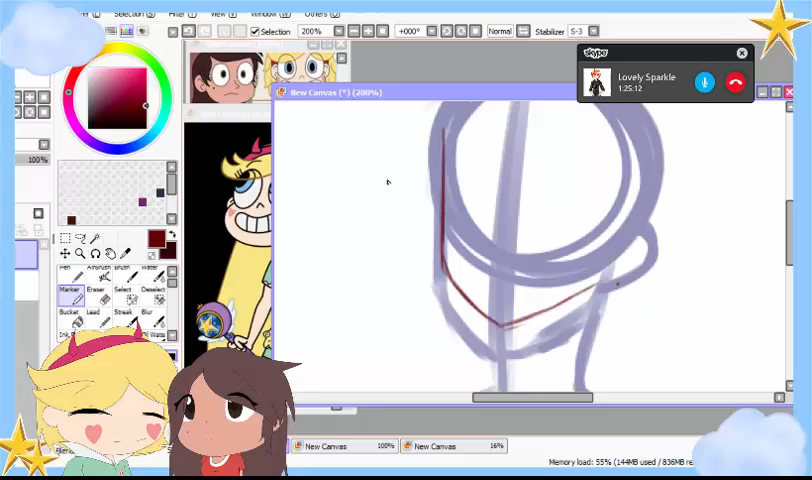 Selection (S)
Filter (T)
View (V)
Window (W)
Others (O)
Selection
200%
+000°
Normal
Stabilizer
S-3
skype
Lovely Sparkle
1:25:12
New Canvas (*) (200%)
100%
Pen
AirBrush
Brush
Water
Marker
Eraser
Select
Deselect
Bucket
Lead
Streak
Blur
New Canvas
100%
New Canvas
16%
Memory load: 55% (144MB used / 836MB re